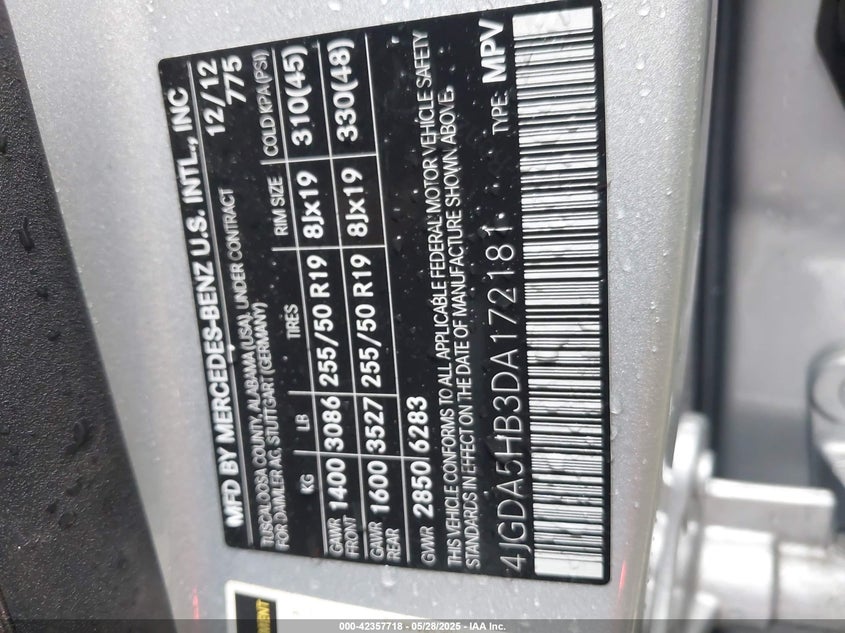 MFD BY MERCEDES-BENZ U.S. INTL., INC
TUSCALOOSA COUNTY, ALABAMA (USA), UNDER CONTRACT
FOR DAIMLER AG, STUTTGART (GERMANY)
12/12
775
KG LB TIRES RIM SIZE COLD KPA(PSI)
GAWR FRONT 1400 3086 255/50 R19 8Jx19 310(45)
GAWR REAR 1600 3527 255/50 R19 8Jx19 330(48)
GVWR 2850 6283
THIS VEHICLE CONFORMS TO ALL APPLICABLE FEDERAL MOTOR VEHICLE SAFETY
STANDARDS IN EFFECT ON THE DATE OF MANUFACTURE SHOWN ABOVE.
4JGDA5HB3DA172181 TYPE: MPV
000-42357718 — 05/28/2025 — IAA Inc.